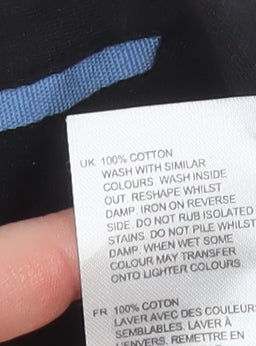 UK 100% COTTON
WASH WITH SIMILAR
COLOURS. WASH INSIDE
OUT. RESHAPE WHILST
DAMP. IRON ON REVERSE
SIDE. DO NOT RUB ISOLATED
STAINS. DO NOT PILE WHILST
DAMP. WHEN WET SOME
COLOUR MAY TRANSFER
ONTO LIGHTER COLOURS.
FR 100% COTON
LAVER AVEC DES COULEURS
SEMBLABLES. LAVER À
L'ENVERS. REMETTRE EN